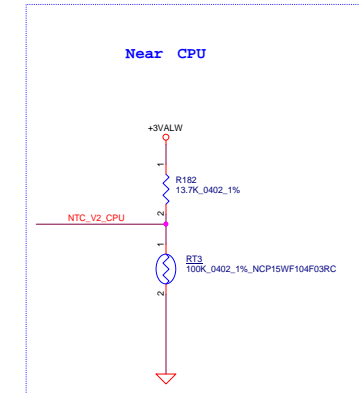 Near CPU
+3VALW
1
R182
13.7K_0402_1%
2
NTC_V2_CPU
1
RT3
100K_0402_1%_NCP15WF104F03RC
2